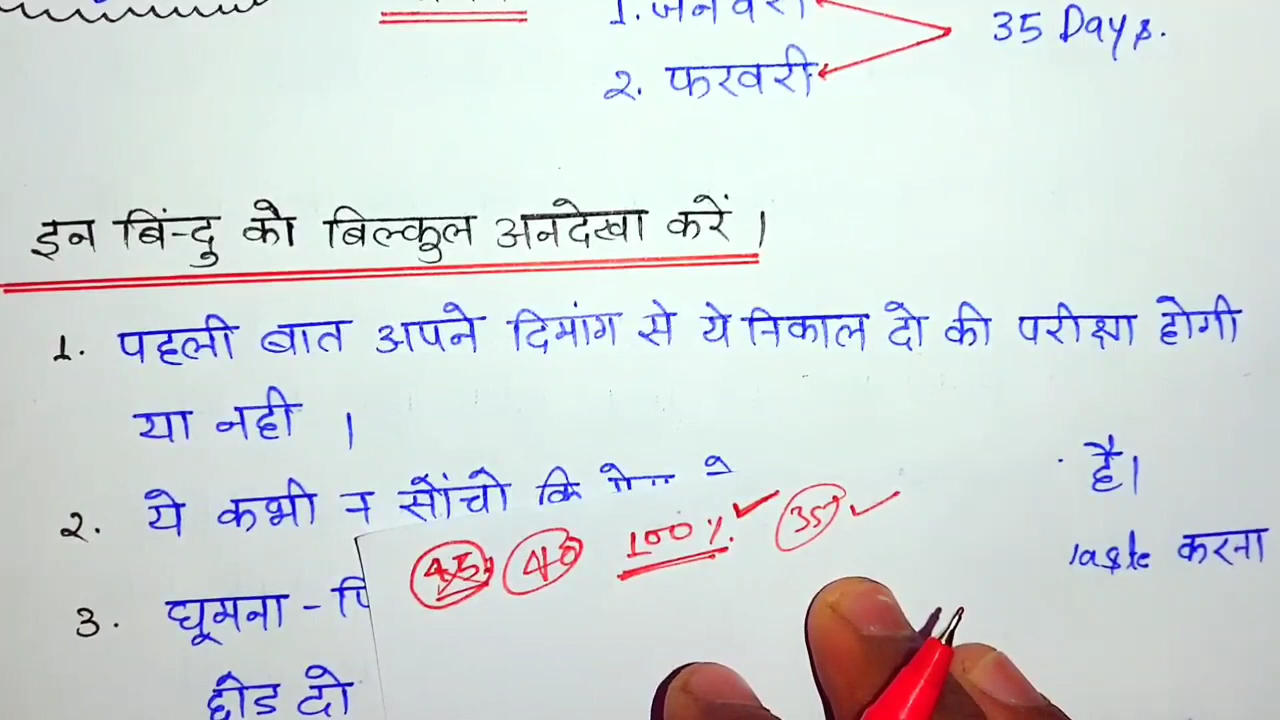 1. जनवरी
35 Days.
2. फरवरी
इन बिन्दु को बिल्कुल अनदेखा करें।
1. पहली बात अपने दिमांग से ये निकाल दो की परीक्षा होगी
या नही ।
2. ये कभी न सोंचो कि है।
45 40 100% 35
3. घूमना - करना
छोड दो